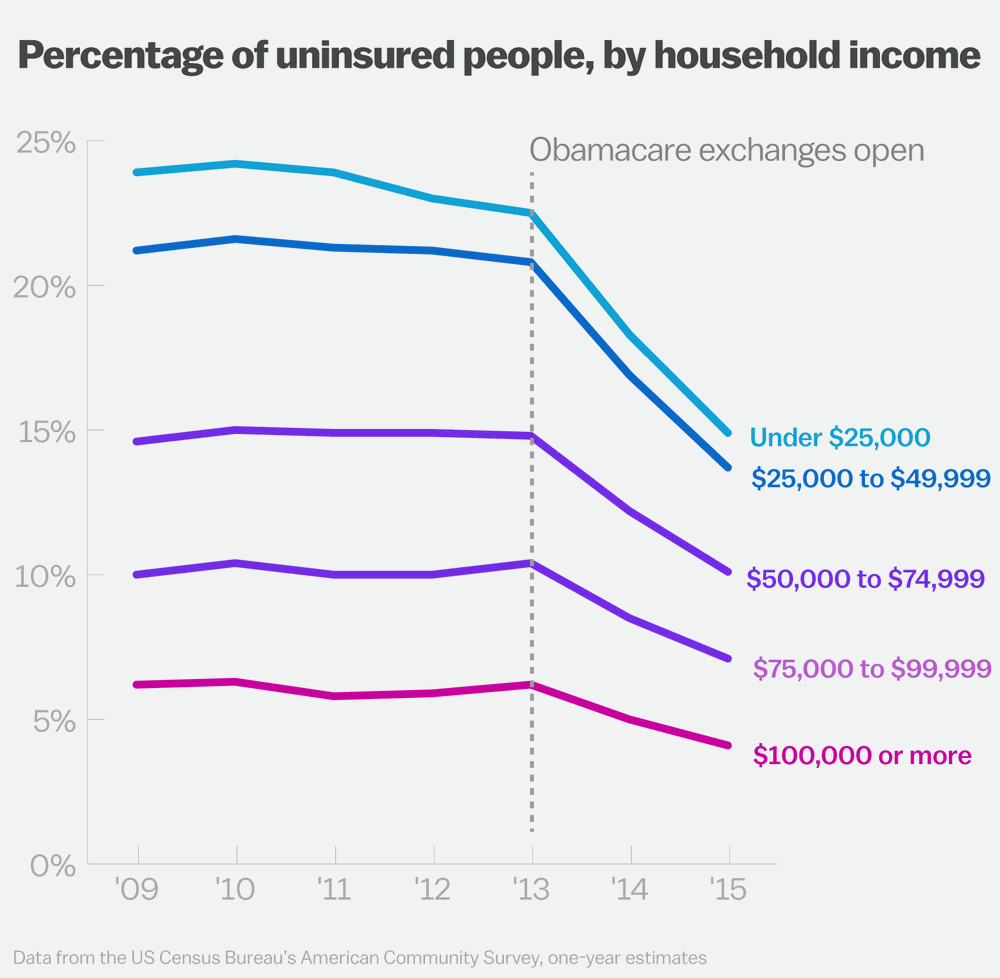 Percentage of uninsured people, by household income
25%
Obamacare exchanges open
20%
15%
Under $25,000
$25,000 to $49,999
10%
$50,000 to $74,999
$75,000 to $99,999
5%
$100,000 or more
0%
'09 '10 '11 '12 '13 '14 '15
Data from the US Census Bureau's American Community Survey, one-year estimates